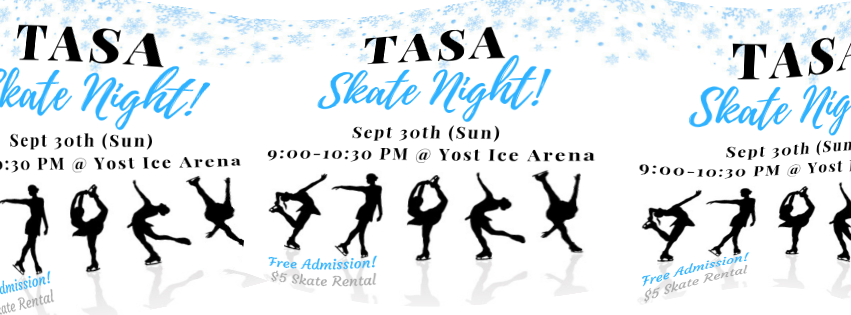 TASA
kate Night!
Sept 30th (Sun)
:30 PM @ Yost Ice Arena
dmission!
kate Rental
TASA
Skate Night!
Sept 30th (Sun)
9:00-10:30 PM @ Yost Ice Arena
Free Admission!
$5 Skate Rental
TASA
Skate Nig
Sept 30th (Sun
9:00-10:30 PM @ Yost
Free Admission!
$5 Skate Rental